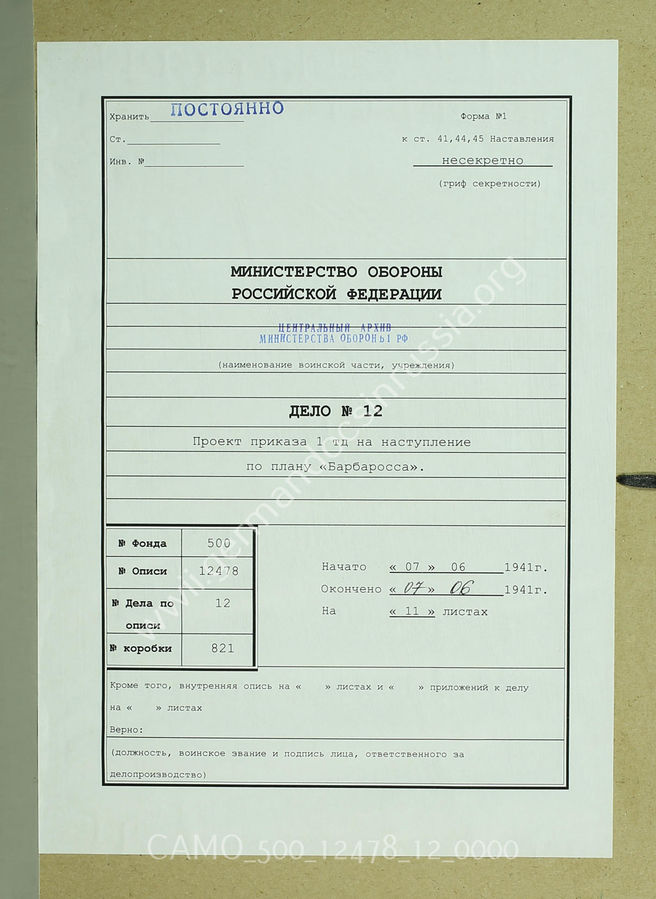 Хранить ПОСТОЯННО
Форма №1
Ст.
к ст. 41,44,45 Наставления
Инв. №
несекретно
(гриф секретности)
МИНИСТЕРСТВО ОБОРОНЫ
РОССИЙСКОЙ ФЕДЕРАЦИИ
ЦЕНТРАЛЬНЫЙ АРХИВ
МИНИСТЕРСТВА ОБОРОНЫ РФ
(наименование воинской части, учреждения)
ДЕЛО № 12
Проект приказа 1 тд на наступление
по плану «Барбаросса».
№ Фонда 500
№ Описи 12478
№ Дела по описи 12
№ коробки 821
Начато « 07 » 06 1941г.
Окончено « 07 » 06 1941г.
На « 11 » листах
Кроме того, внутренняя опись на « » листах и « » приложений к делу
на « » листах
Верно:
(должность, воинское звание и подпись лица, ответственного за
делопроизводство)
www.germandocsinrussia.org
CAMO_500_12478_12_0000